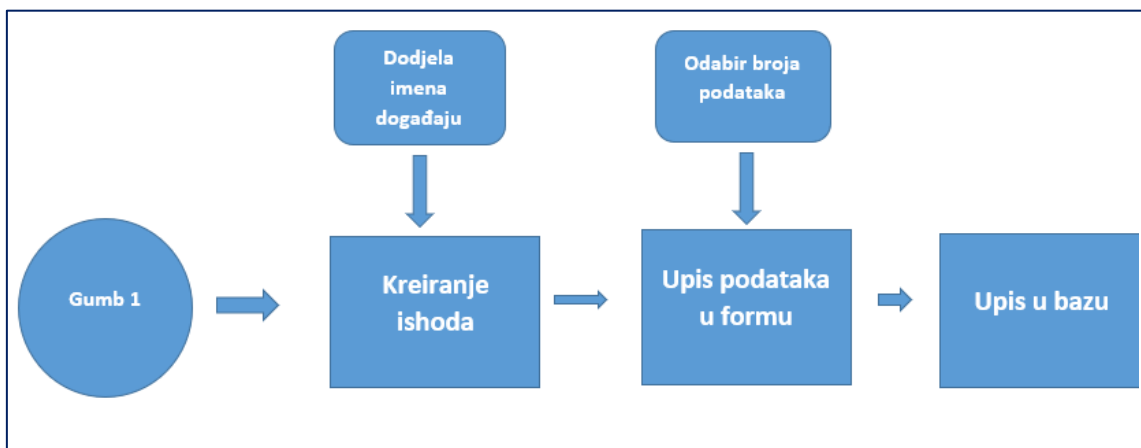 Dodjela
imena
događaju
Odabir broja
podataka
Gumb 1
Kreiranje
ishoda
Upis podataka
u formu
Upis u bazu